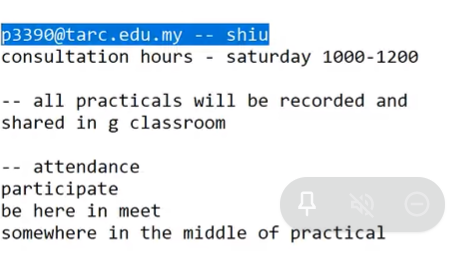 p3390@tarc.edu.my -- shiu
consultation hours - saturday 1000-1200
-- all practicals will be recorded and
shared in g classroom
-- attendance
participate
be here in meet
somewhere in the middle of practical